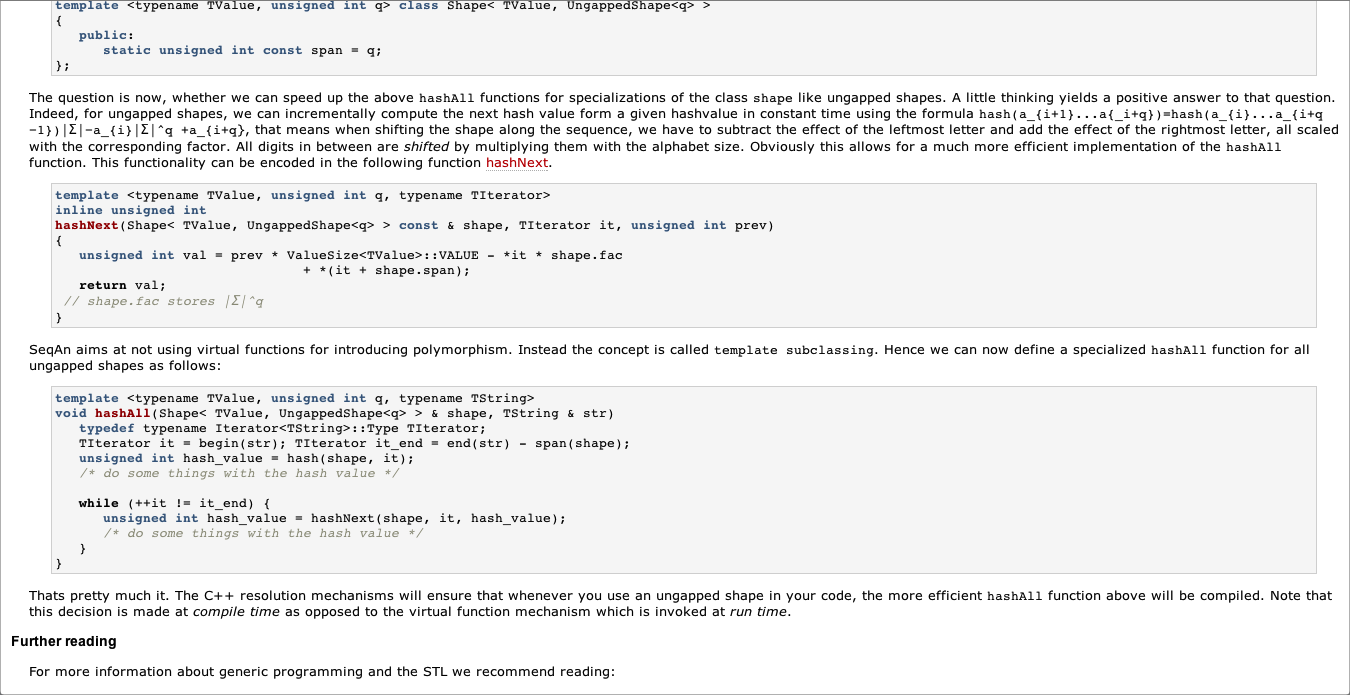 template <typename TValue, unsigned int q> class Shape< TValue, UngappedShape<q> >
{
   public:
      static unsigned int const span = q;
};
The question is now, whether we can speed up the above hashAll functions for specializations of the class shape like ungapped shapes. A little thinking yields a positive answer to that question.
Indeed, for ungapped shapes, we can incrementally compute the next hash value form a given hashvalue in constant time using the formula hash(a_{i+1}...a{_i+q})=hash(a_{i}...a_{i+q
-1})|Σ|-a_{i}|Σ|^q +a_{i+q}, that means when shifting the shape along the sequence, we have to subtract the effect of the leftmost letter and add the effect of the rightmost letter, all scaled
with the corresponding factor. All digits in between are shifted by multiplying them with the alphabet size. Obviously this allows for a much more efficient implementation of the hashAll
function. This functionality can be encoded in the following function hashNext.
template <typename TValue, unsigned int q, typename TIterator>
inline unsigned int
hashNext(Shape< TValue, UngappedShape<q> > const & shape, TIterator it, unsigned int prev)
{
   unsigned int val = prev * ValueSize<TValue>::VALUE - *it * shape.fac
                               + *(it + shape.span);
   return val;
 // shape.fac stores |Σ|^q
}
SeqAn aims at not using virtual functions for introducing polymorphism. Instead the concept is called template subclassing. Hence we can now define a specialized hashAll function for all
ungapped shapes as follows:
template <typename TValue, unsigned int q, typename TString>
void hashAll(Shape< TValue, UngappedShape<q> > & shape, TString & str)
   typedef typename Iterator<TString>::Type TIterator;
   TIterator it = begin(str); TIterator it_end = end(str) - span(shape);
   unsigned int hash_value = hash(shape, it);
   /* do some things with the hash value */
   while (++it != it_end) {
      unsigned int hash_value = hashNext(shape, it, hash_value);
      /* do some things with the hash value */
   }
}
Thats pretty much it. The C++ resolution mechanisms will ensure that whenever you use an ungapped shape in your code, the more efficient hashAll function above will be compiled. Note that
this decision is made at compile time as opposed to the virtual function mechanism which is invoked at run time.
Further reading
For more information about generic programming and the STL we recommend reading: